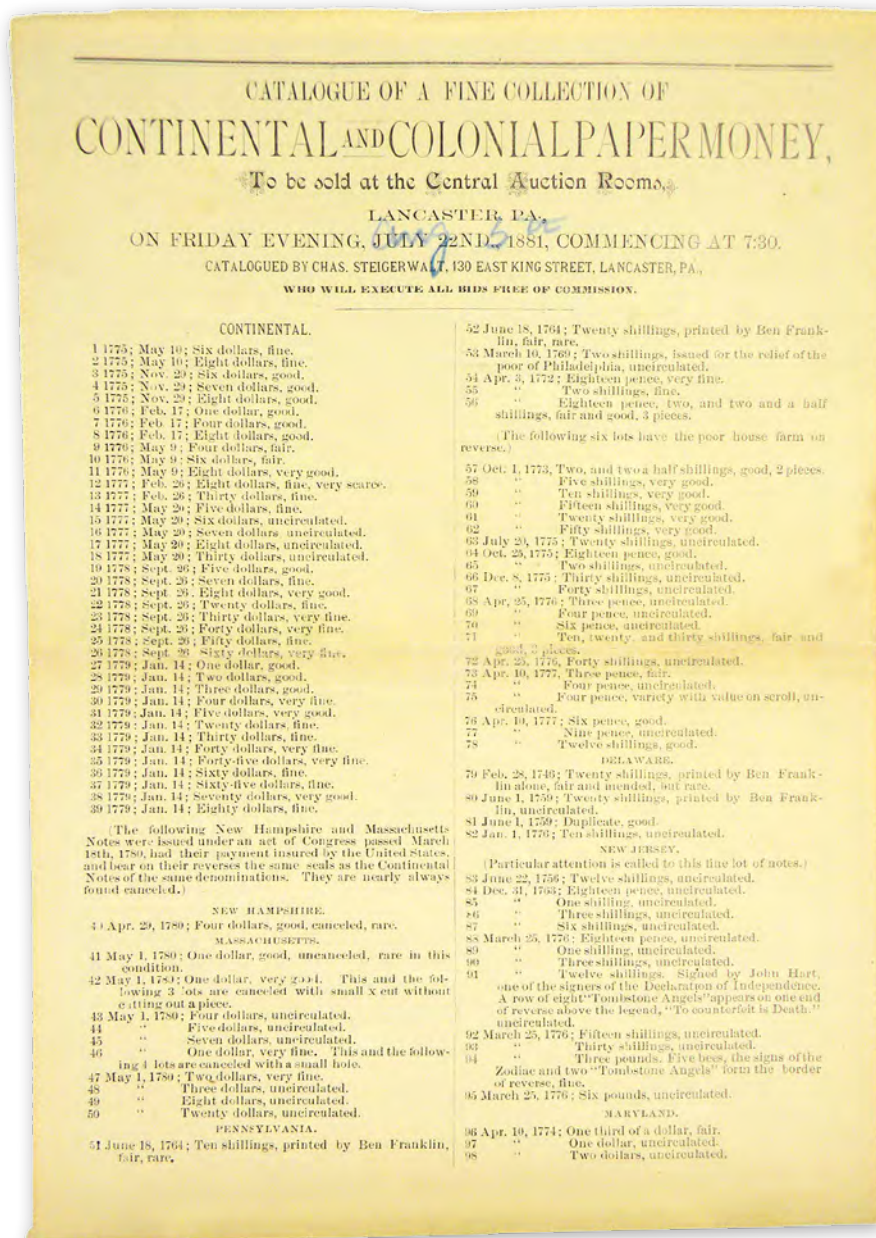 CATALOGUE OF A FINE COLLECTION OF
CONTINENTAL AND COLONIAL PAPER MONEY,
To be sold at the Central Auction Rooms,
LANCASTER, PA.,
ON FRIDAY EVENING, JULY 22ND., 1881, COMMENCING AT 7:30.
CATALOGUED BY CHAS. STEIGERWALT, 130 EAST KING STREET, LANCASTER, PA.,
WHO WILL EXECUTE ALL BIDS FREE OF COMMISSION.
CONTINENTAL.
1 1775; May 10; Six dollars, fine.
2 1775; May 10; Eight dollars, fine.
3 1775; Nov. 29; Six dollars, good.
4 1775; Nov. 29; Seven dollars, good.
5 1775; Nov. 29; Eight dollars, good.
6 1776; Feb. 17; One dollar, good.
7 1776; Feb. 17; Four dollars, good.
8 1776; Feb. 17; Eight dollars, good.
9 1776; May 9; Four dollars, fair.
10 1776; May 9; Six dollars, fair.
11 1776; May 9; Eight dollars, very good.
12 1777; Feb. 26; Eight dollars, fine, very scarce.
13 1777; Feb. 26; Thirty dollars, fine.
14 1777; May 20; Five dollars, fine.
15 1777; May 20; Six dollars, uncirculated.
16 1777; May 20; Seven dollars, uncirculated.
17 1777; May 20; Eight dollars, uncirculated.
18 1777; May 20; Thirty dollars, uncirculated.
19 1778; Sept. 26; Five dollars, good.
20 1778; Sept. 26; Seven dollars, fine.
21 1778; Sept. 26. Eight dollars, very good.
22 1778; Sept. 26; Twenty dollars, fine.
23 1778; Sept. 26; Thirty dollars, very fine.
24 1778; Sept. 26; Forty dollars, very fine.
25 1778; Sept. 26; Fifty dollars, fine.
26 1778; Sept. 26 Sixty dollars, very fine.
27 1779; Jan. 14; One dollar, good.
28 1779; Jan. 14; Two dollars, good.
29 1779; Jan. 14; Three dollars, good.
30 1779; Jan. 14; Four dollars, very fine.
31 1779; Jan. 14; Five dollars, very good.
32 1779; Jan. 14; Twenty dollars, fine.
33 1779; Jan. 14; Thirty dollars, fine.
34 1779; Jan. 14; Forty dollars, very fine.
35 1779; Jan. 14; Forty-five dollars, very fine.
36 1779; Jan. 14; Sixty dollars, fine.
37 1779; Jan. 14; Sixty-five dollars, fine.
38 1779; Jan. 14; Seventy dollars, very good.
39 1779; Jan. 14; Eighty dollars, fine.
(The following New Hampshire and Massachusetts
Notes were issued under an act of Congress passed March
18th, 1780, had their payment insured by the United States,
and bear on their reverses the same seals as the Continental
Notes of the same denominations. They are nearly always
found canceled.)
NEW HAMPSHIRE.
40 Apr. 29, 1780; Four dollars, good, canceled, rare.
MASSACHUSETTS.
41 May 1, 1780; One dollar, good, uncanceled, rare in this
condition.
42 May 1, 1780; One dollar, very good. This and the fol-
lowing 3 lots are canceled with small x cut without
cutting out a piece.
43 May 1, 1780; Four dollars, uncirculated.
44 " Five dollars, uncirculated.
45 " Seven dollars, uncirculated.
46 " One dollar, very fine. This and the follow-
ing 4 lots are canceled with a small hole.
47 May 1, 1780; Two dollars, very fine.
48 " Three dollars, uncirculated.
49 " Eight dollars, uncirculated.
50 " Twenty dollars, uncirculated.
PENNSYLVANIA.
51 June 18, 1764; Ten shillings, printed by Ben Franklin,
fair, rare.
52 June 18, 1764; Twenty shillings, printed by Ben Frank-
lin, fair, rare.
53 March 10, 1769; Two shillings, issued for the relief of the
poor of Philadelphia, uncirculated.
54 Apr. 3, 1772; Eighteen pence, very fine.
55 " Two shillings, fine.
56 " Eighteen pence, two, and two and a half
shillings, fair and good, 3 pieces.
(The following six lots have the poor house farm on
reverse.)
57 Oct. 1, 1773, Two, and two a half shillings, good, 2 pieces.
58 " Five shillings, very good.
59 " Ten shillings, very good.
60 " Fifteen shillings, very good.
61 " Twenty shillings, very good.
62 " Fifty shillings, very good.
63 July 20, 1775; Twenty shillings, uncirculated.
64 Oct. 25, 1775; Eighteen pence, good.
65 " Two shillings, uncirculated.
66 Dec. 8, 1775; Thirty shillings, uncirculated.
67 " Forty shillings, uncirculated.
68 Apr. 25, 1776; Three pence, uncirculated.
69 " Four pence, uncirculated.
70 " Six pence, uncirculated.
71 " Ten, twenty, and thirty shillings, fair and
good, 3 pieces.
72 Apr. 25, 1776, Forty shillings, uncirculated.
73 Apr. 10, 1777, Three pence, fair.
74 " Four pence, uncirculated.
75 " Four pence, variety with value on scroll, un-
circulated.
76 Apr. 10, 1777; Six pence, good.
77 " Nine pence, uncirculated.
78 " Twelve shillings, good.
DELAWARE.
79 Feb. 28, 1746; Twenty shillings, printed by Ben Frank-
lin alone, fair and mended, but rare.
80 June 1, 1759; Twenty shillings, printed by Ben Frank-
lin, uncirculated.
81 June 1, 1759; Duplicate, good.
82 Jan. 1, 1776; Ten shillings, uncirculated.
NEW JERSEY.
(Particular attention is called to this fine lot of notes.)
83 June 22, 1756; Twelve shillings, uncirculated.
84 Dec. 31, 1763; Eighteen pence, uncirculated.
85 " One shilling, uncirculated.
86 " Three shillings, uncirculated.
87 " Six shillings, uncirculated.
88 March 25, 1776; Eighteen pence, uncirculated.
89 " One shilling, uncirculated.
90 " Three shillings, uncirculated.
91 " Twelve shillings. Signed by John Hart,
one of the signers of the Declaration of Independence.
A row of eight "Tombstone Angels" appears on one end
of reverse above the legend, "To counterfeit is Death."
uncirculated.
92 March 25, 1776; Fifteen shillings, uncirculated.
93 " Thirty shillings, uncirculated.
94 " Three pounds. Five bees, the signs of the
Zodiac and two "Tombstone Angels" form the border
of reverse, fine.
95 March 25, 1776; Six pounds, uncirculated.
MARYLAND.
96 Apr. 10, 1774; One third of a dollar, fair.
97 " One dollar, uncirculated.
98 " Two dollars, uncirculated.